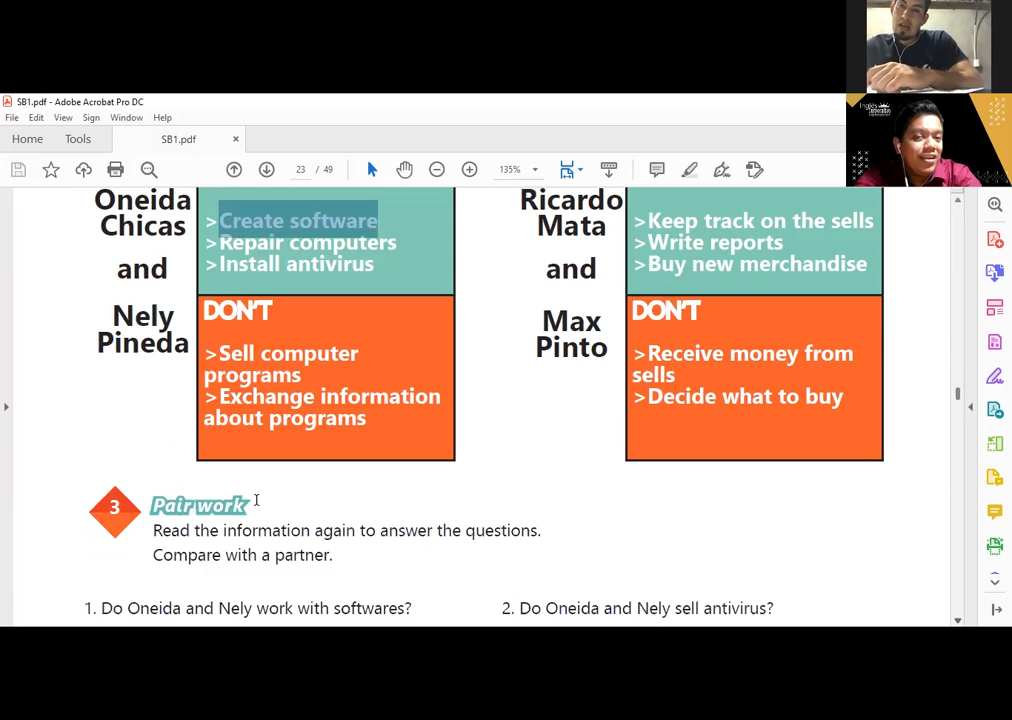 SB1.pdf - Adobe Acrobat Pro DC
File Edit View Sign Window Help
Home Tools SB1.pdf ×
23 / 49 135%
Inglés
Corporativo
Oneida
Chicas
and
Nely
Pineda
>Create software
>Repair computers
>Install antivirus
DON'T
>Sell computer
programs
>Exchange information
about programs
Ricardo
Mata
and
Max
Pinto
>Keep track on the sells
>Write reports
>Buy new merchandise
DON'T
>Receive money from
sells
>Decide what to buy
3 Pair work
Read the information again to answer the questions.
Compare with a partner.
1. Do Oneida and Nely work with softwares?
2. Do Oneida and Nely sell antivirus?